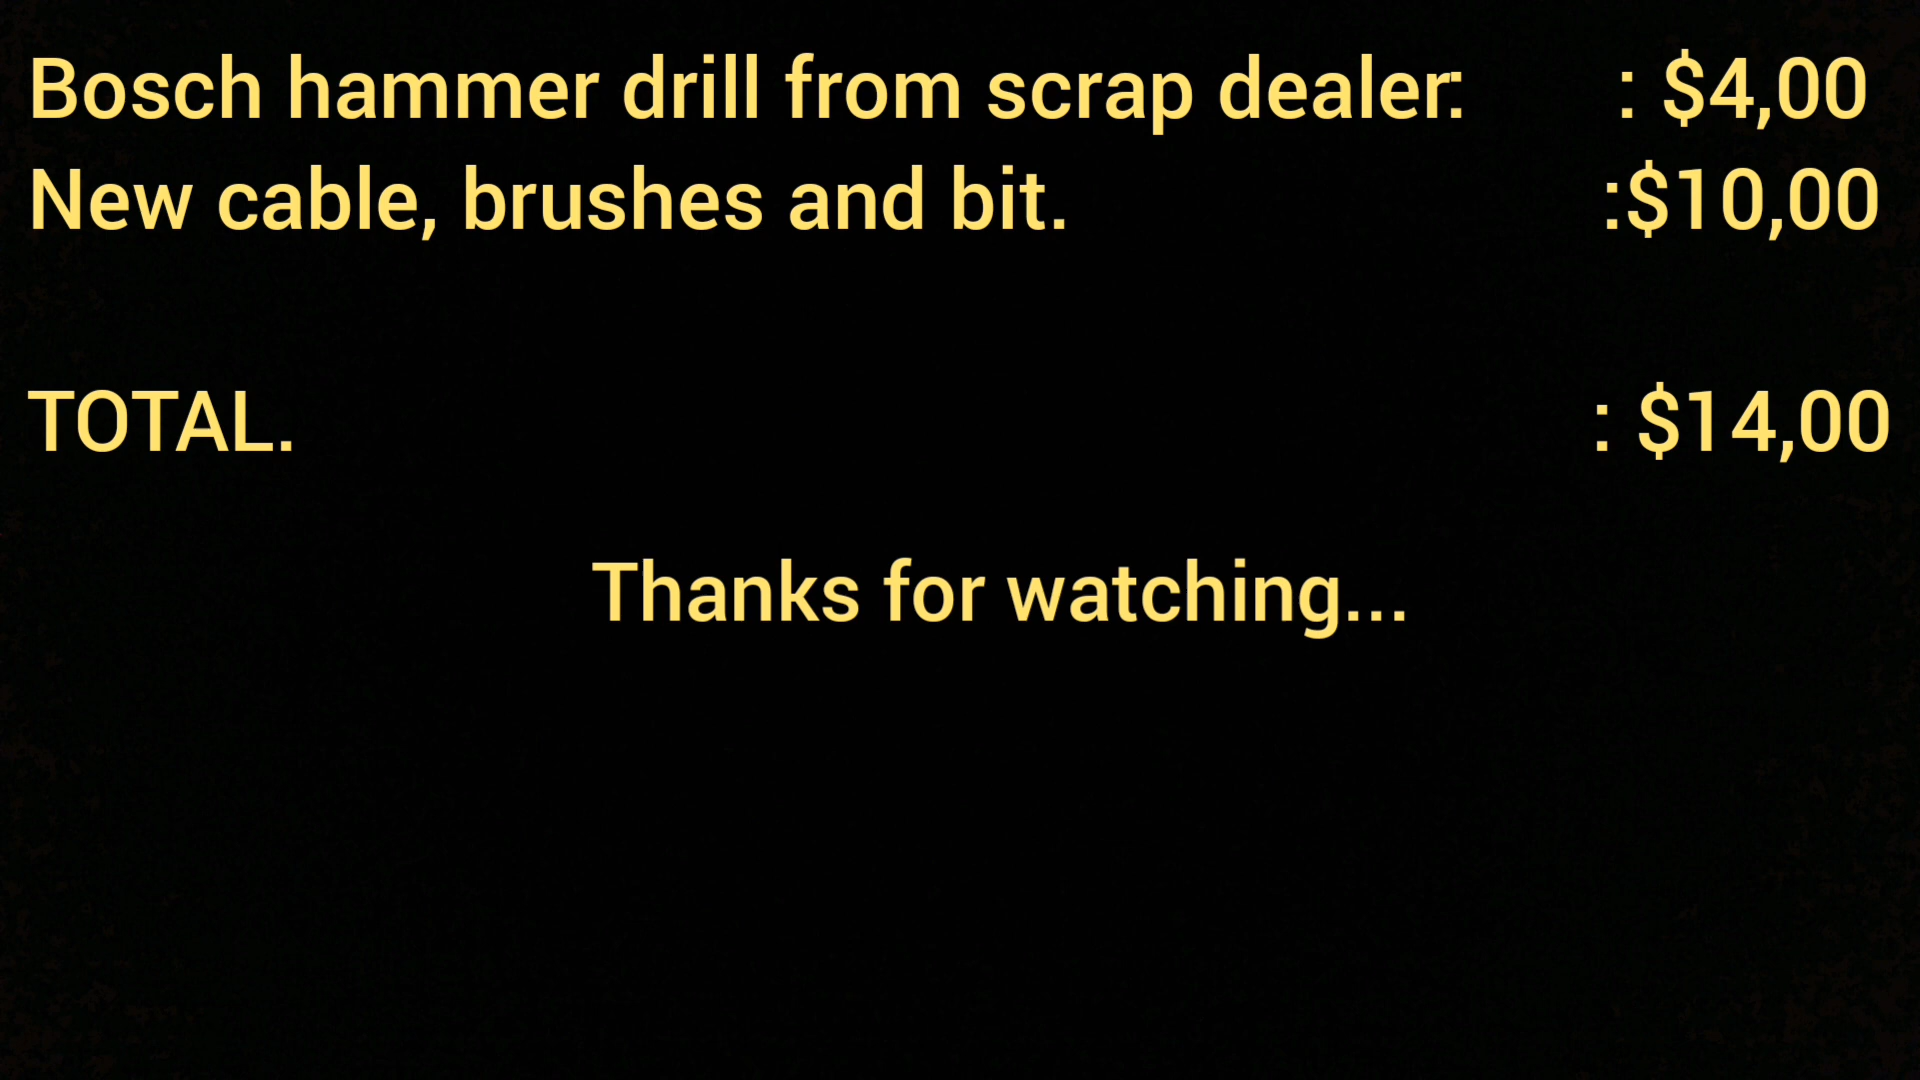 Bosch hammer drill from scrap dealer: : $4,00
New cable, brushes and bit. :$10,00
TOTAL. : $14,00
Thanks for watching...